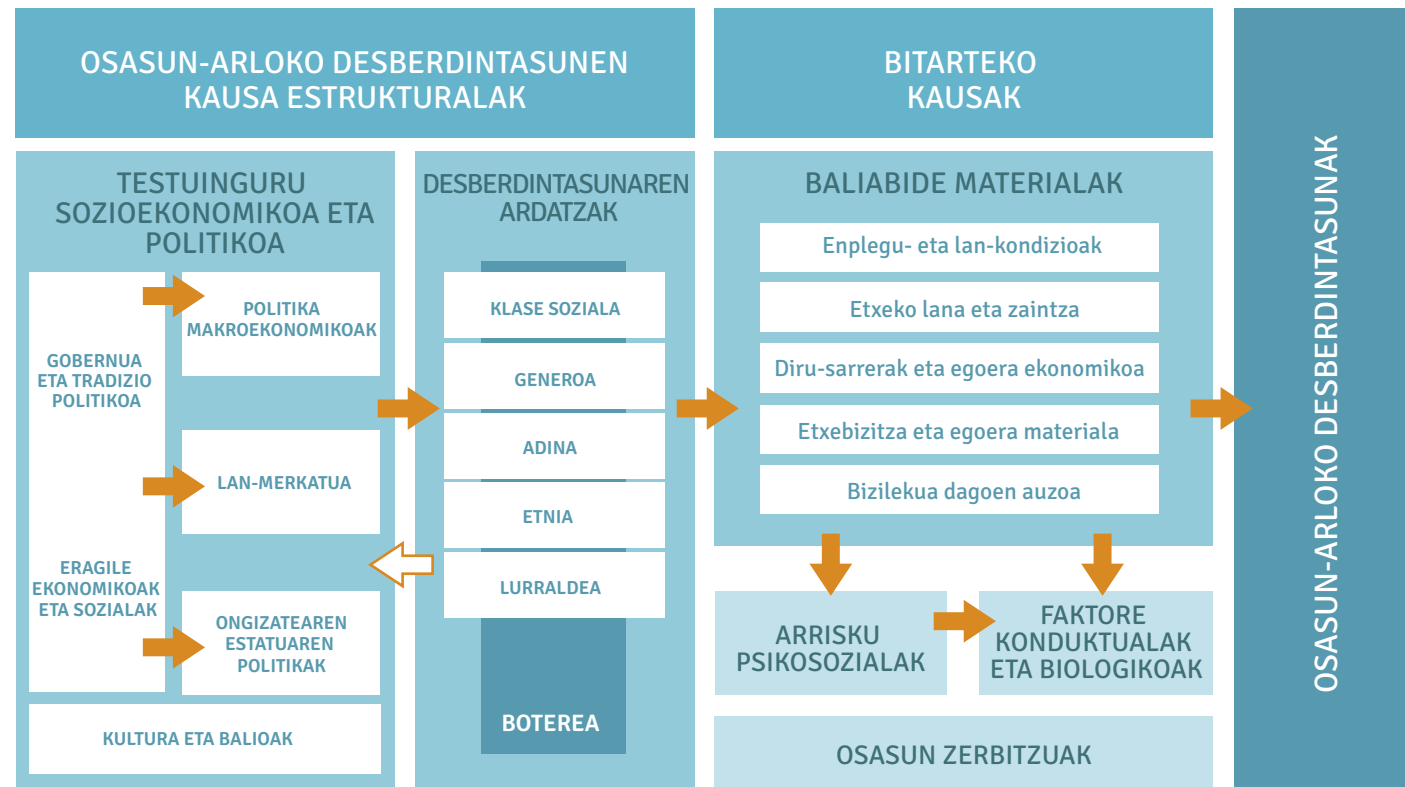 OSASUN-ARLOKO DESBERDINTASUNEN
KAUSA ESTRUKTURALAK
BITARTEKO
KAUSAK
TESTUINGURU
SOZIOEKONOMIKOA ETA
POLITIKOA
GOBERNUA
ETA TRADIZIO
POLITIKOA
ERAGILE
EKONOMIKOAK
ETA SOZIALAK
POLITIKA
MAKROEKONOMIKOAK
LAN-MERKATUA
ONGIZATEAREN
ESTATUAREN
POLITIKAK
KULTURA ETA BALIOAK
DESBERDINTASUNAREN
ARDATZAK
KLASE SOZIALA
GENEROA
ADINA
ETNIA
LURRALDEA
BOTEREA
BALIABIDE MATERIALAK
Enplegu- eta lan-kondizioak
Etxeko lana eta zaintza
Diru-sarrerak eta egoera ekonomikoa
Etxebizitza eta egoera materiala
Bizilekua dagoen auzoa
ARRISKU
PSIKOSOZIALAK
FAKTORE
KONDUKTUALAK
ETA BIOLOGIKOAK
OSASUN ZERBITZUAK
OSASUN-ARLOKO DESBERDINTASUNAK